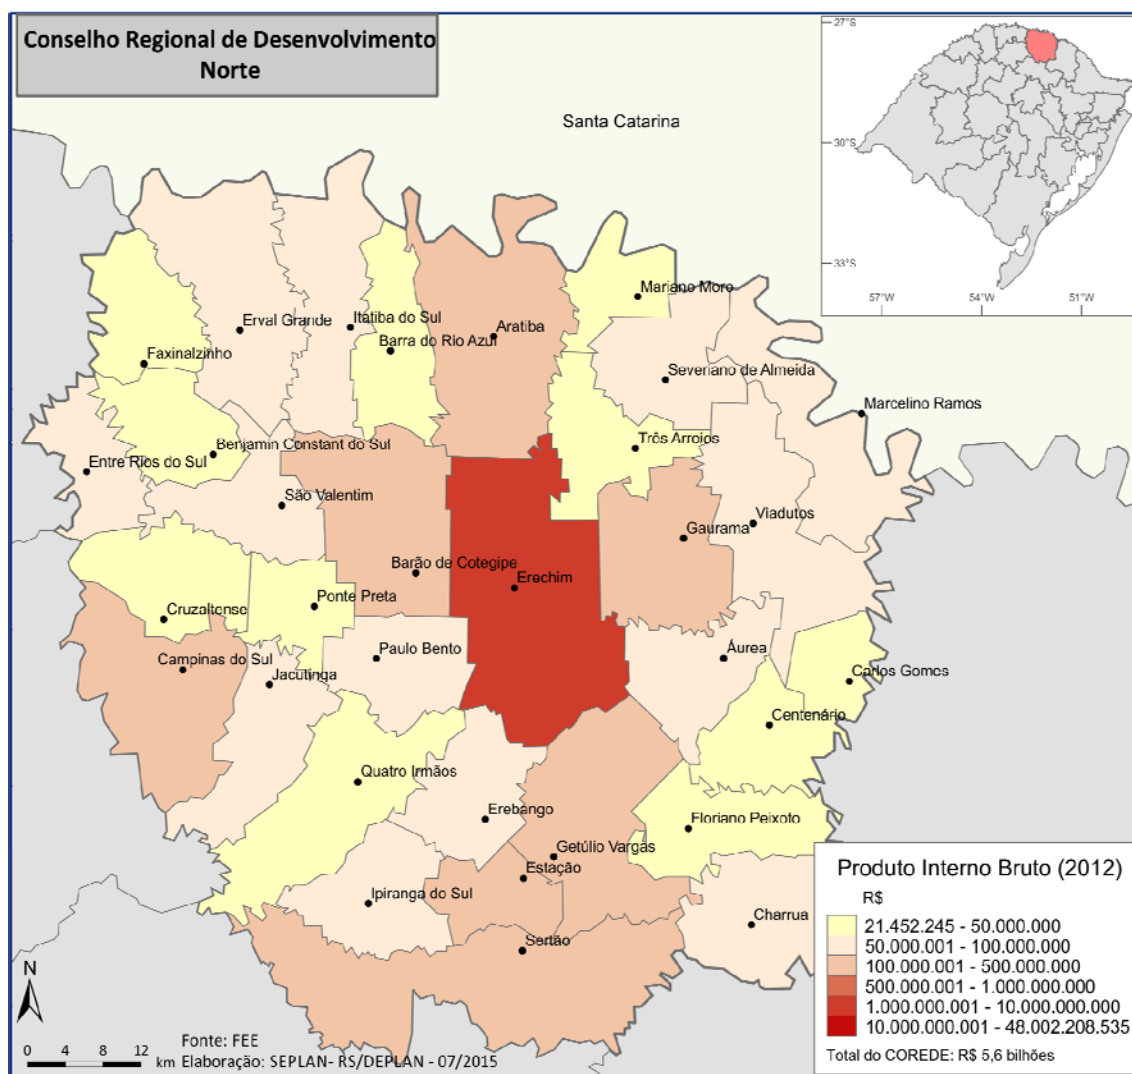 Conselho Regional de Desenvolvimento
Norte
27°S
30°S
33°S
57°W
54°W
51°W
Santa Catarina
Mariano Moro
Erval Grande
Itatiba do Sul
Barra do Rio Azul
Aratiba
Faxinalzinho
Severiano de Almeida
Marcelino Ramos
Benjamin Constant do Sul
Três Arroios
Entre Rios do Sul
São Valentim
Gaurama
Viadutos
Barão de Cotegipe
Erechim
Cruzaltense
Ponte Preta
Campinas do Sul
Paulo Bento
Áurea
Jacutinga
Carlos Gomes
Centenário
Quatro Irmãos
Erebango
Floriano Peixoto
Getúlio Vargas
Estação
Ipiranga do Sul
Charrua
Sertão
Produto Interno Bruto (2012)
R$
21.452.245 - 50.000.000
50.000.001 - 100.000.000
100.000.001 - 500.000.000
500.000.001 - 1.000.000.000
1.000.000.001 - 10.000.000.000
10.000.000.001 - 48.002.208.535
Total do COREDE: R$ 5,6 bilhões
N
0 4 8 12
km
Fonte: FEE
Elaboração: SEPLAN- RS/DEPLAN - 07/2015